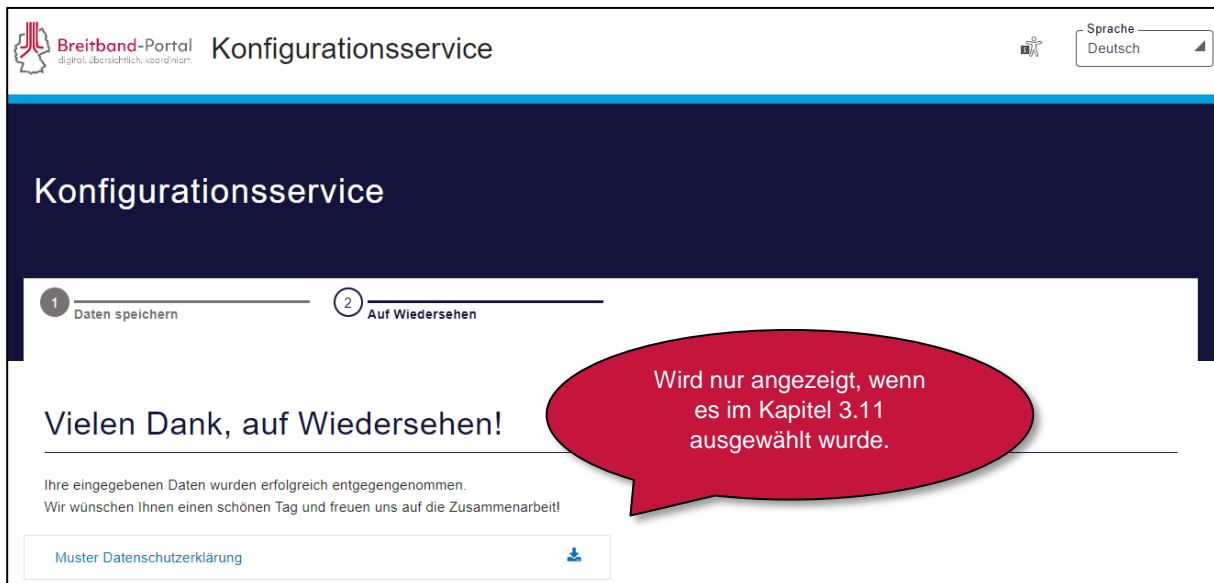 Breitband-Portal
digital. übersichtlich. koordiniert.
Konfigurationsservice
Sprache
Deutsch
Konfigurationsservice
1
Daten speichern
2
Auf Wiedersehen
Wird nur angezeigt, wenn
es im Kapitel 3.11
ausgewählt wurde.
Vielen Dank, auf Wiedersehen!
Ihre eingegebenen Daten wurden erfolgreich entgegengenommen.
Wir wünschen Ihnen einen schönen Tag und freuen uns auf die Zusammenarbeit!
Muster Datenschutzerklärung